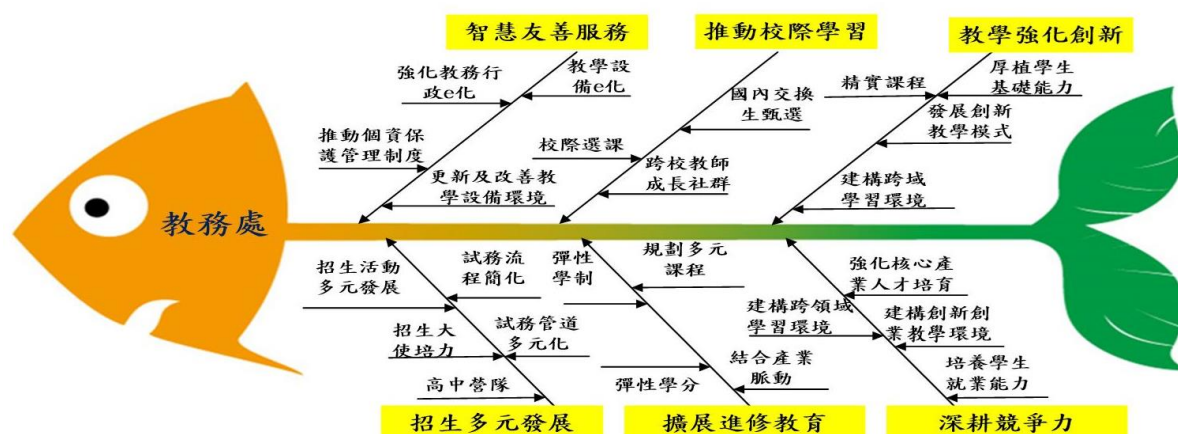 智慧友善服務
推動校際學習
教學強化創新
強化教務行
政e化
教學設
備e化
推動個資保
護管理制度
更新及改善教
學設備環境
國內交換
生甄選
校際選課
跨校教師
成長社群
精實課程
厚植學生
基礎能力
發展創新
教學模式
建構跨域
學習環境
教務處
招生活動
多元發展
試務流
程簡化
招生大
使培力
試務管道
多元化
高中營隊
彈性
學制
規劃多元
課程
彈性學分
結合產業
脈動
強化核心產
業人才培育
建構跨領域
學習環境
建構創新創
業教學環境
培養學生
就業能力
招生多元發展
擴展進修教育
深耕競爭力